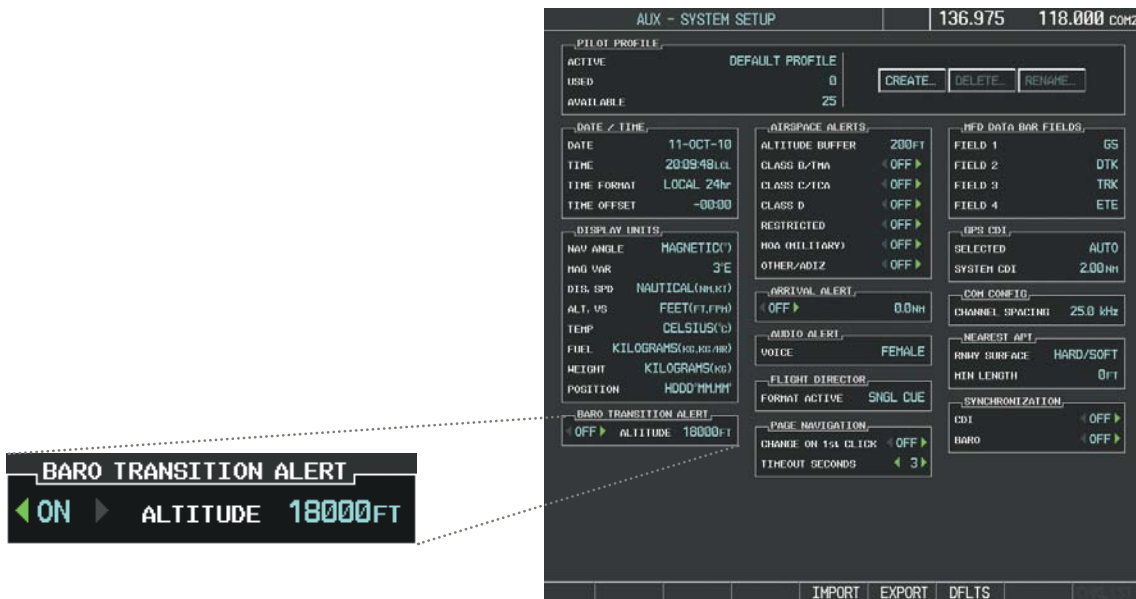 AUX - SYSTEM SETUP
136.975 118.000 COM2
PILOT PROFILE
ACTIVE DEFAULT PROFILE
USED 0
AVAILABLE 25
CREATE... DELETE... RENAME...
DATE / TIME
DATE 11-OCT-10
TIME 20:09:48LCL
TIME FORMAT LOCAL 24hr
TIME OFFSET -00:00
DISPLAY UNITS
NAV ANGLE MAGNETIC(°)
MAG VAR 3°E
DIS, SPD NAUTICAL(NM,KT)
ALT, VS FEET(FT,FPM)
TEMP CELSIUS(°C)
FUEL KILOGRAMS(KG,KG/HR)
WEIGHT KILOGRAMS(KG)
POSITION HDDD°MM.MM'
BARO TRANSITION ALERT
OFF ALTITUDE 18000FT
AIRSPACE ALERTS
ALTITUDE BUFFER 200FT
CLASS B/TMA OFF
CLASS C/TCA OFF
CLASS D OFF
RESTRICTED OFF
MOA (MILITARY) OFF
OTHER/ADIZ OFF
ARRIVAL ALERT
OFF 0.0NM
AUDIO ALERT
VOICE FEMALE
FLIGHT DIRECTOR
FORMAT ACTIVE SNGL CUE
PAGE NAVIGATION
CHANGE ON 1st CLICK OFF
TIMEOUT SECONDS 3
MFD DATA BAR FIELDS
FIELD 1 GS
FIELD 2 DTK
FIELD 3 TRK
FIELD 4 ETE
GPS CDI
SELECTED AUTO
SYSTEM CDI 2.00NM
COM CONFIG
CHANNEL SPACING 25.0 kHz
NEAREST APT
RNWY SURFACE HARD/SOFT
MIN LENGTH 0FT
SYNCHRONIZATION
CDI OFF
BARO OFF
BARO TRANSITION ALERT
ON ALTITUDE 18000FT
IMPORT EXPORT DFLTS